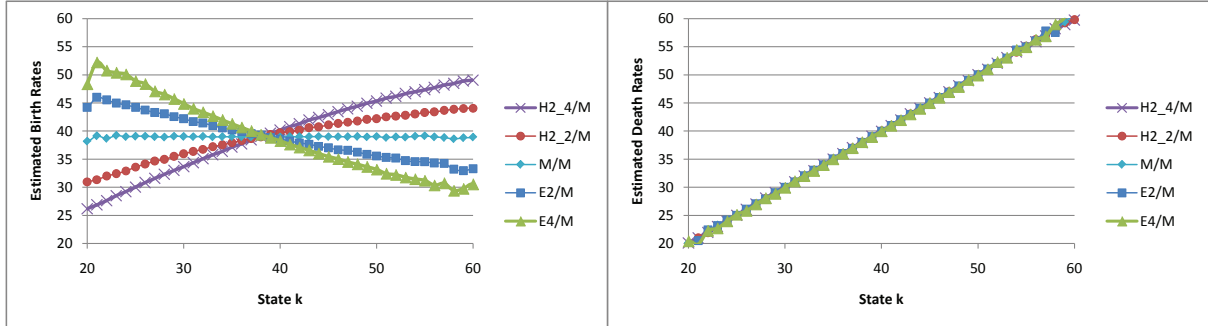 Estimated Birth Rates
60
55
50
45
40
35
30
25
20
20 30 40 50 60
State k
H2_4/M
H2_2/M
M/M
E2/M
E4/M
Estimated Death Rates
60
55
50
45
40
35
30
25
20
20 30 40 50 60
State k
H2_4/M
H2_2/M
M/M
E2/M
E4/M